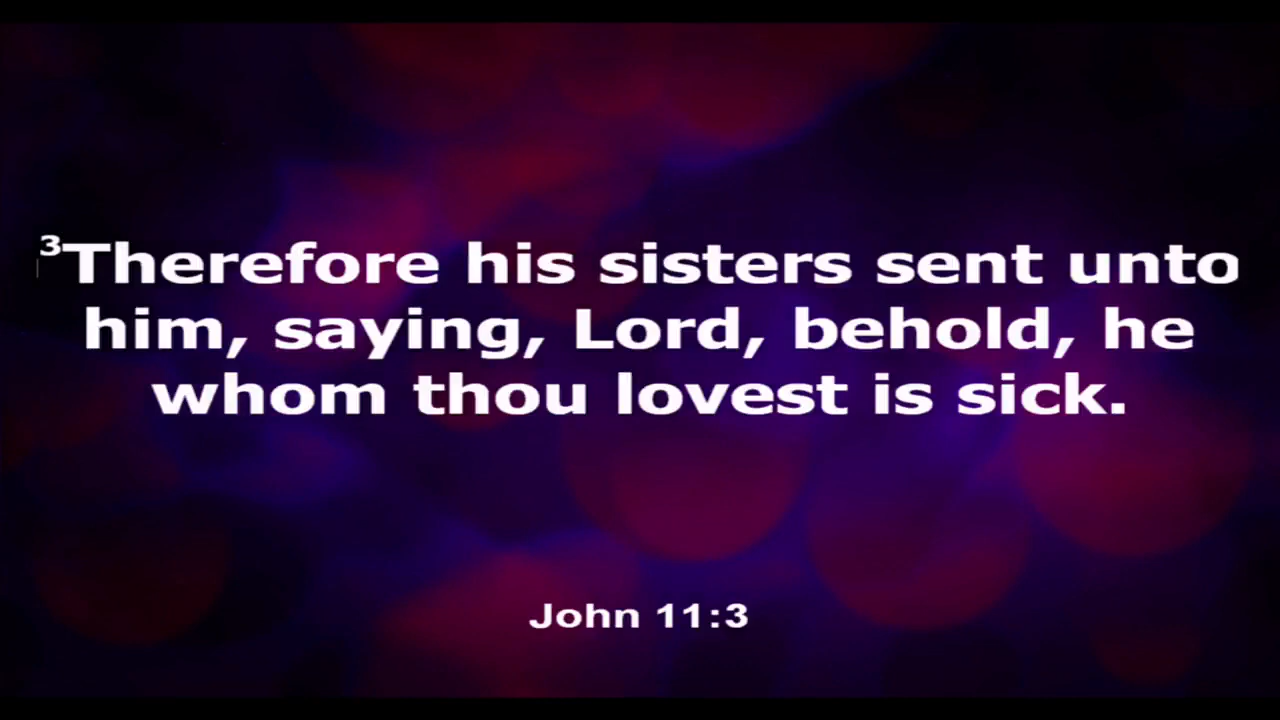 ³Therefore his sisters sent unto
him, saying, Lord, behold, he
whom thou lovest is sick.
John 11:3